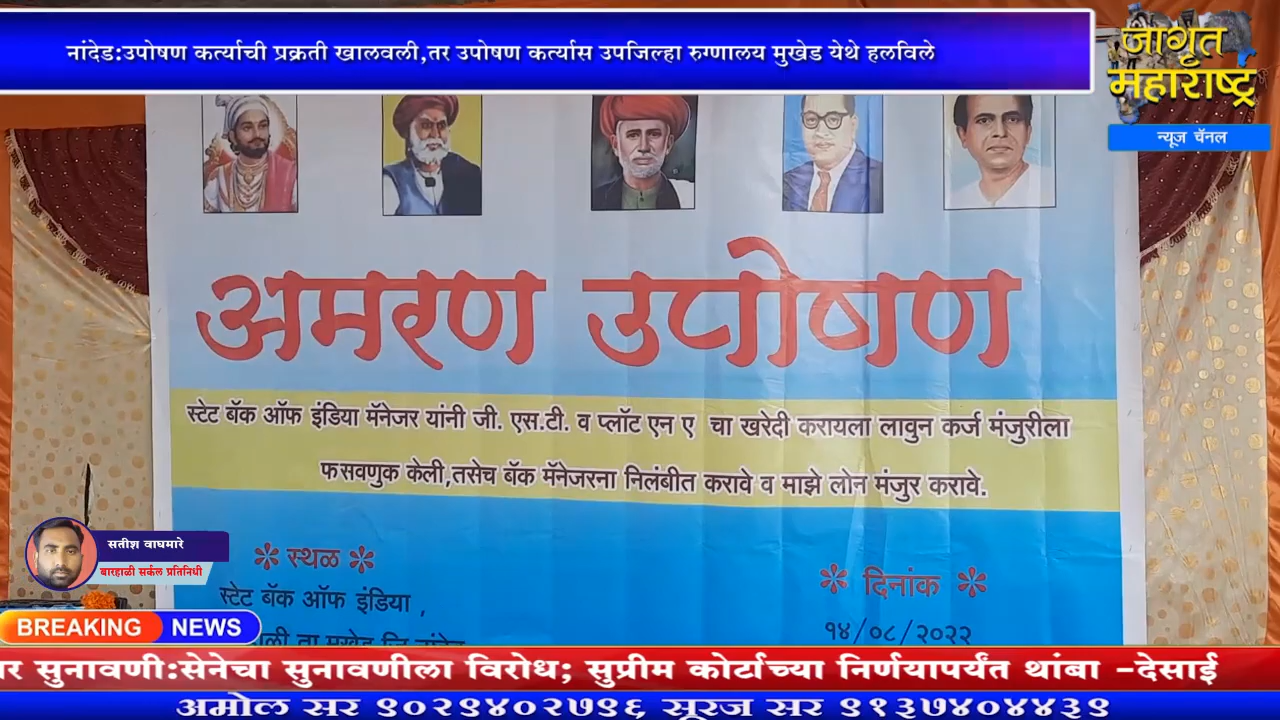 नांदेड:उपोषण कर्त्याची प्रक्रती खालवली,तर उपोषण कर्त्यास उपजिल्हा रुग्णालय मुखेड येथे हलविले
जागृत
महाराष्ट्र
न्यूज चॅनल
अमरण उपोषण
स्टेट बॅक ऑफ इंडिया मॅनेजर यांनी जी. एस.टी. व प्लॉट एन ए चा खरेदी करायला लावुन कर्ज मंजुरीला
फसवणुक केली,तसेच बॅक मॅनेजरना निलंबीत करावे व माझे लोन मंजुर करावे.
स्थळ
स्टेट बॅक ऑफ इंडिया ,
ता मुखेड
दिनांक
१४/०८/२०२२
सतीश वाघमारे
बारहाळी सर्कल प्रतिनिधी
BREAKING NEWS
सुनावणी:सेनेचा सुनावणीला विरोध; सुप्रीम कोर्टाच्या निर्णयापर्यंत थांबा -देसाई
अमोल सर ९०२९४०२७९६ सूरज सर ९१३७४०४४३९